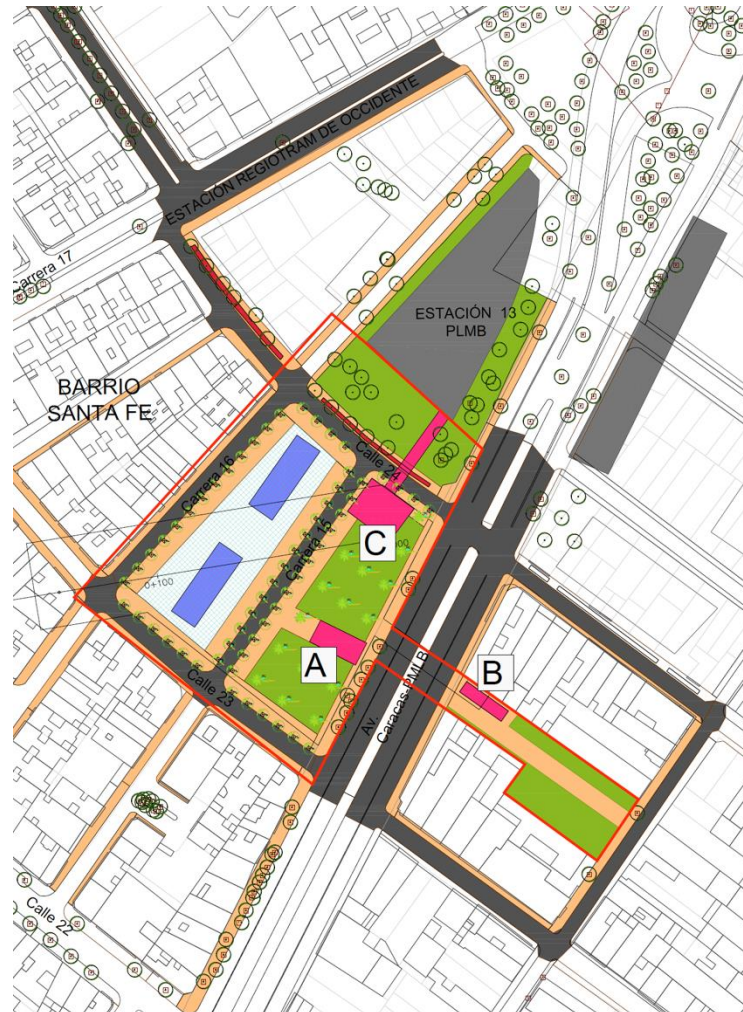 ESTACIÓN REGIOTRAM DE OCCIDENTE
Carrera 17
ESTACIÓN 13
PLMB
BARRIO
SANTA FE
Calle 24
Carrera 16
Carrera 15
C
0+100
A
B
Calle 23
Av.
Caracas-PMLB
Calle 22